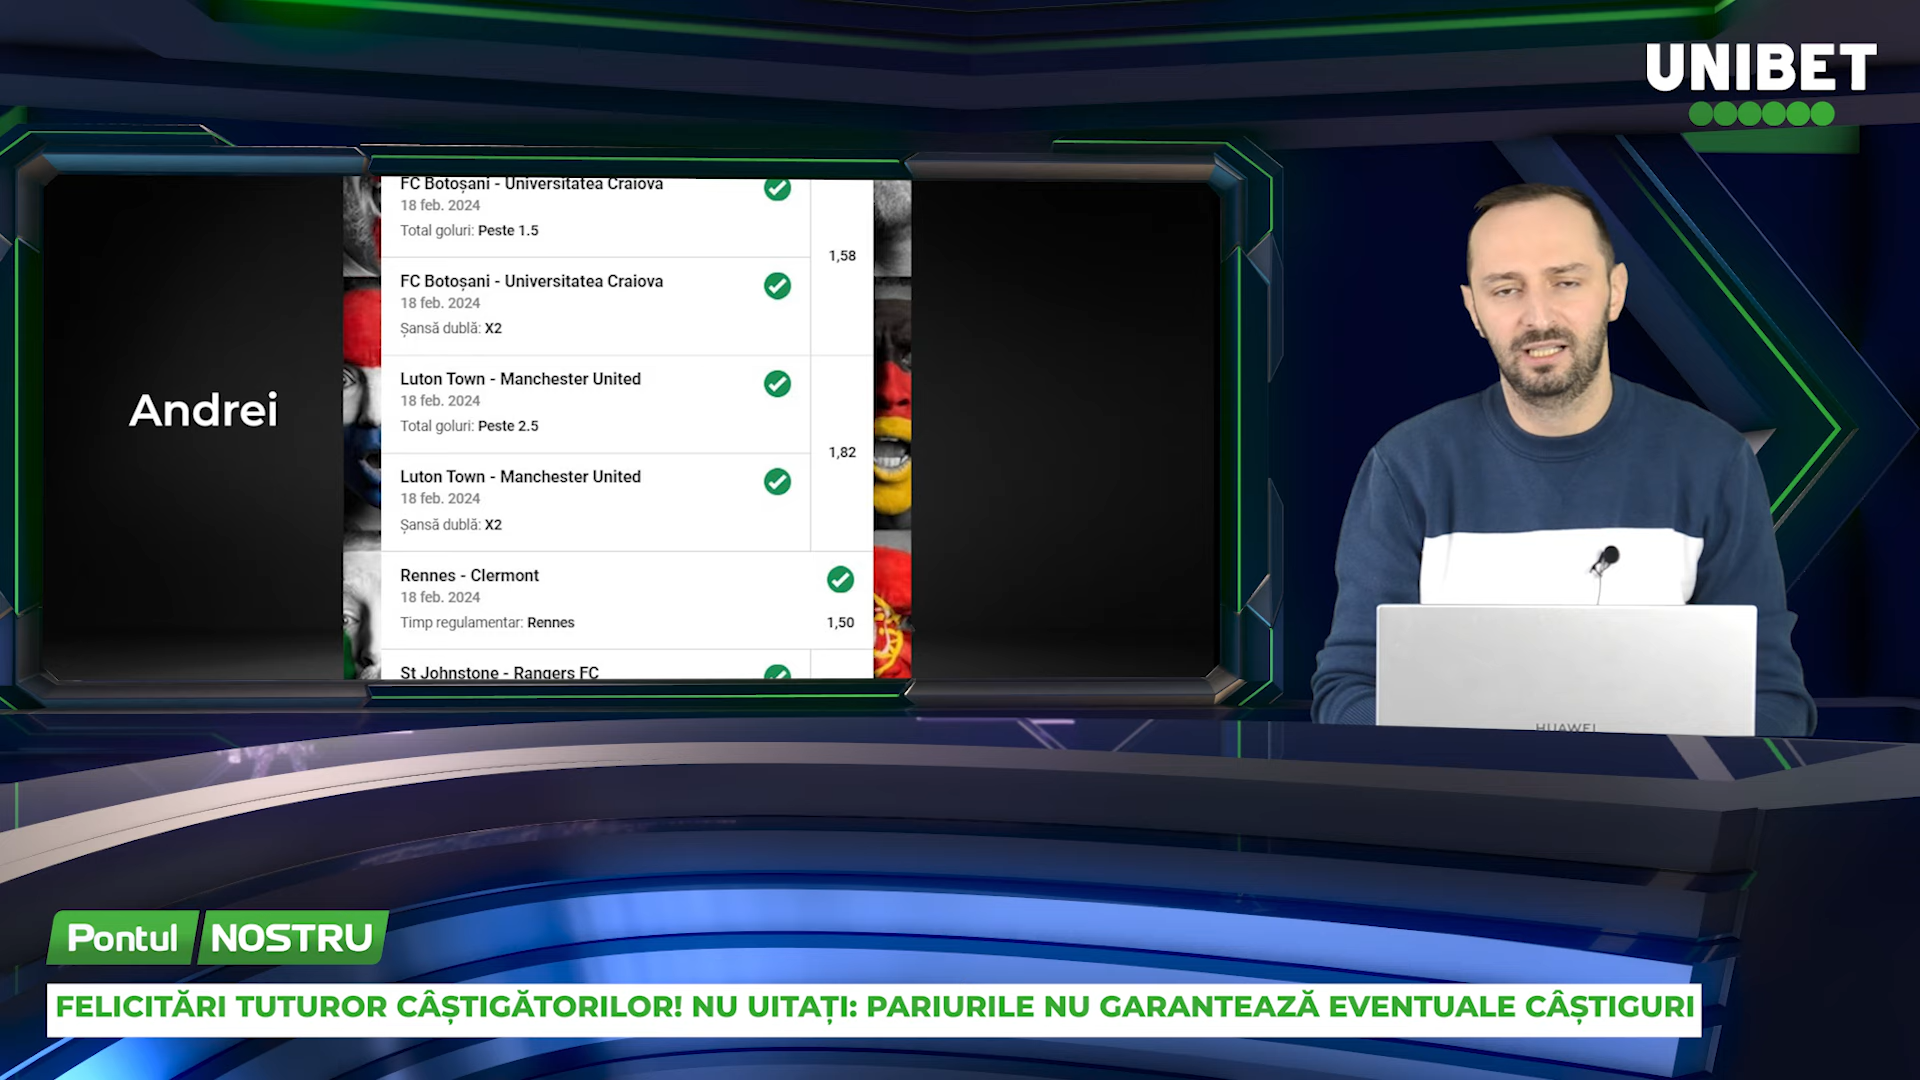 UNIBET
Andrei
FC Botoșani - Universitatea Craiova
18 feb. 2024
Total goluri: Peste 1.5
1,58
FC Botoșani - Universitatea Craiova
18 feb. 2024
Șansă dublă: X2
Luton Town - Manchester United
18 feb. 2024
Total goluri: Peste 2.5
1,82
Luton Town - Manchester United
18 feb. 2024
Șansă dublă: X2
Rennes - Clermont
18 feb. 2024
Timp regulamentar: Rennes
1,50
St Johnstone - Rangers FC
HUAWEI
Pontul NOSTRU
FELICITĂRI TUTUROR CÂȘTIGĂTORILOR! NU UITAȚI: PARIURILE NU GARANTEAZĂ EVENTUALE CÂȘTIGURI